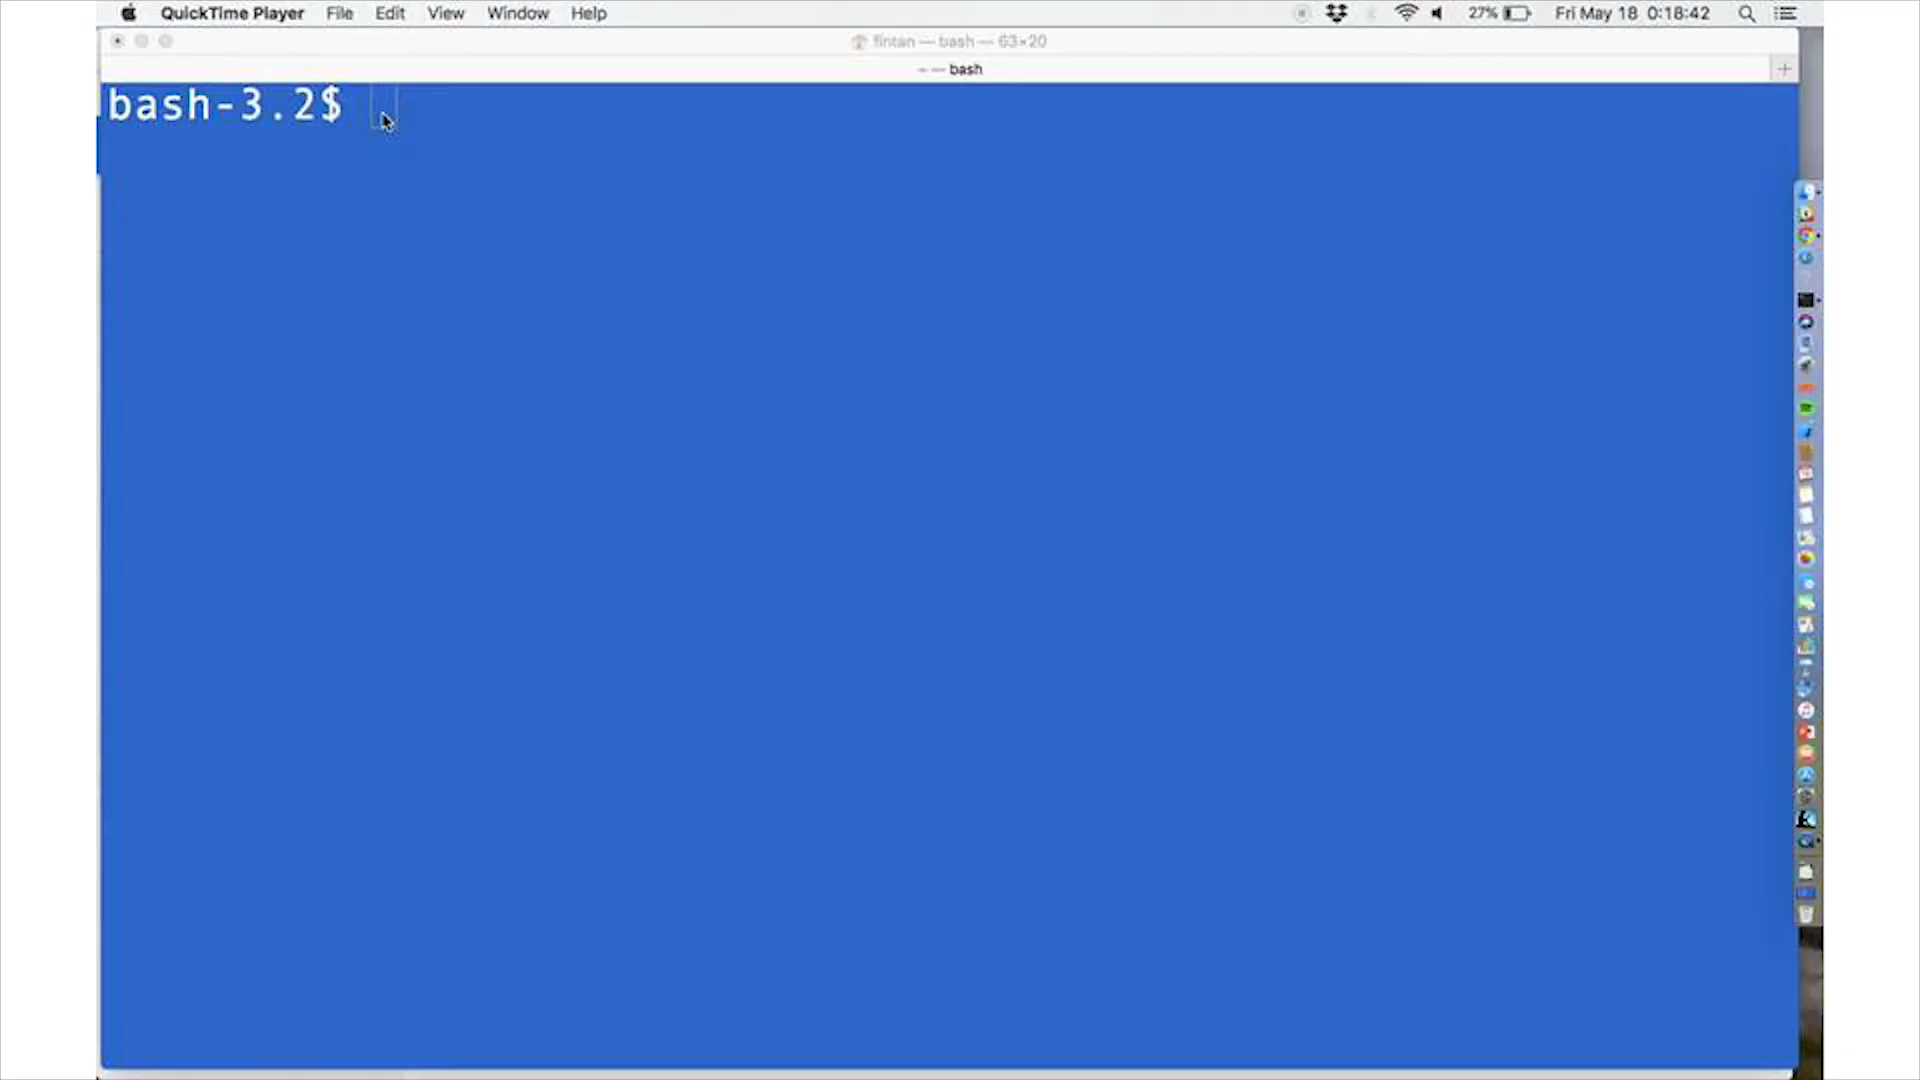 QuickTime Player File Edit View Window Help 27% Fri May 18 0:18:42
fintan — bash — 63×20
~ — bash
bash-3.2$